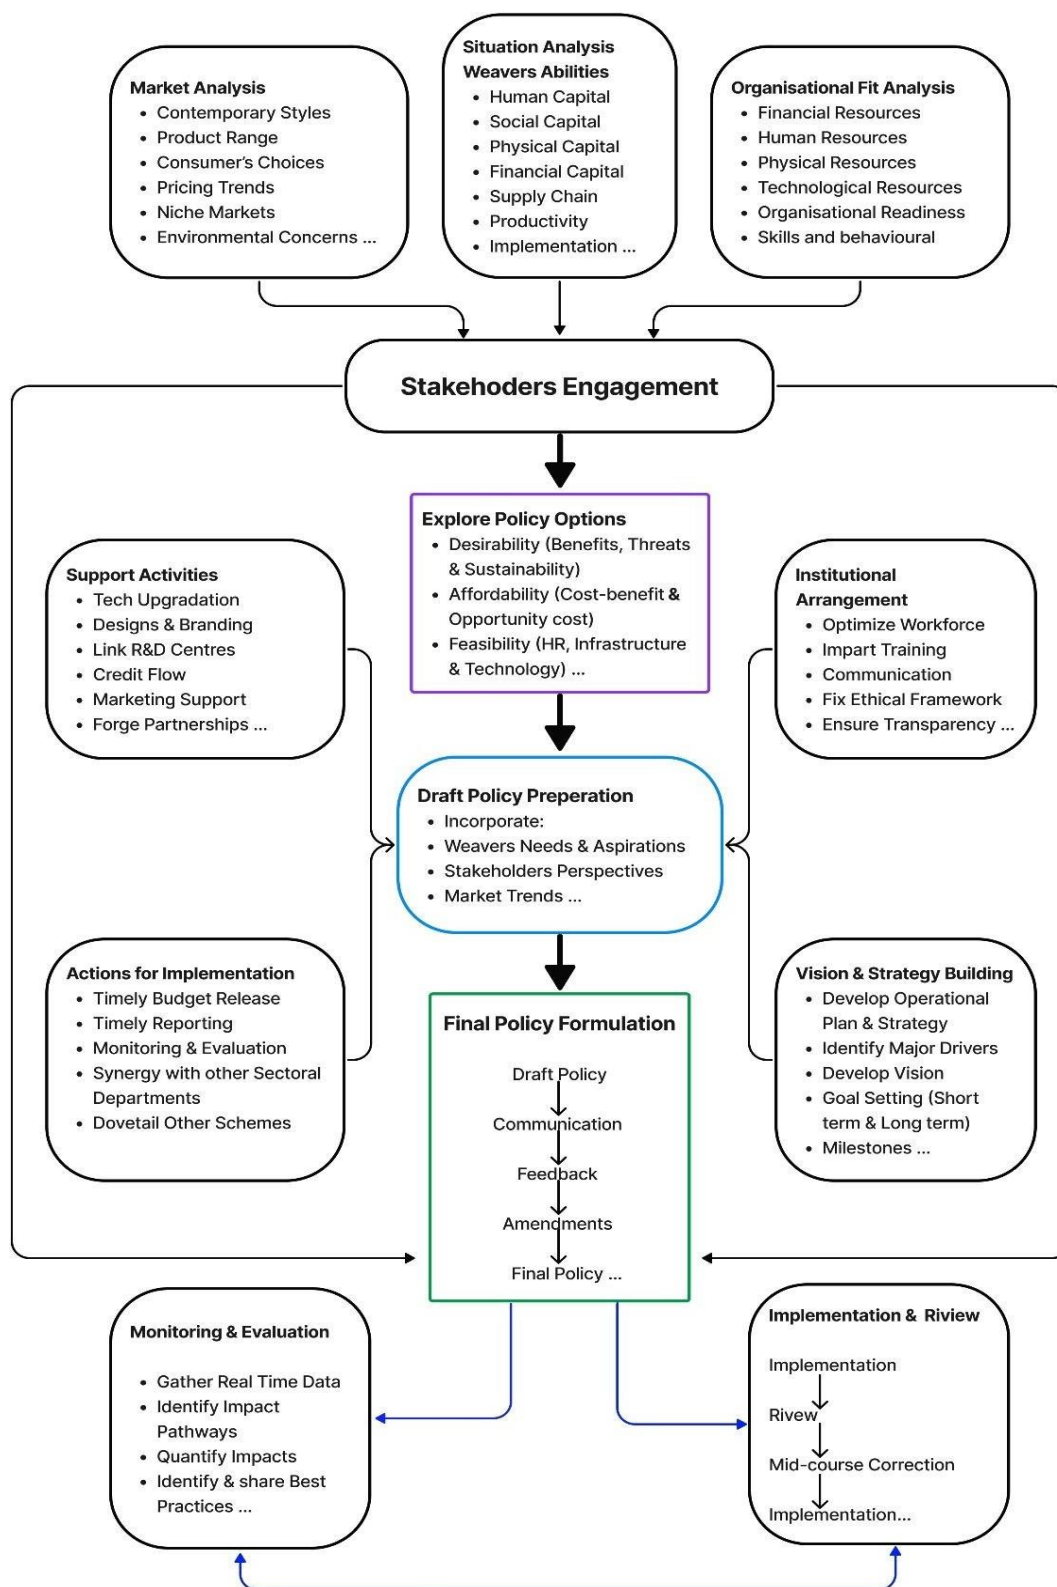 Market Analysis
• Contemporary Styles
• Product Range
• Consumer's Choices
• Pricing Trends
• Niche Markets
• Environmental Concerns ...
Situation Analysis
Weavers Abilities
• Human Capital
• Social Capital
• Physical Capital
• Financial Capital
• Supply Chain
• Productivity
• Implementation ...
Organisational Fit Analysis
• Financial Resources
• Human Resources
• Physical Resources
• Technological Resources
• Organisational Readiness
• Skills and behavioural
Stakehoders Engagement
Explore Policy Options
• Desirability (Benefits, Threats
& Sustainability)
• Affordability (Cost-benefit &
Opportunity cost)
• Feasibility (HR, Infrastructure
& Technology) ...
Support Activities
• Tech Upgradation
• Designs & Branding
• Link R&D Centres
• Credit Flow
• Marketing Support
• Forge Partnerships ...
Institutional
Arrangement
• Optimize Workforce
• Impart Training
• Communication
• Fix Ethical Framework
• Ensure Transparency ...
Draft Policy Preperation
• Incorporate:
• Weavers Needs & Aspirations
• Stakeholders Perspectives
• Market Trends ...
Actions for Implementation
• Timely Budget Release
• Timely Reporting
• Monitoring & Evaluation
• Synergy with other Sectoral
Departments
• Dovetail Other Schemes
Vision & Strategy Building
• Develop Operational
Plan & Strategy
• Identify Major Drivers
• Develop Vision
• Goal Setting (Short
term & Long term)
• Milestones ...
Final Policy Formulation
Draft Policy
Communication
Feedback
Amendments
Final Policy ...
Monitoring & Evaluation
• Gather Real Time Data
• Identify Impact
Pathways
• Quantify Impacts
• Identify & share Best
Practices ...
Implementation & Riview
Implementation
Rivew
Mid-course Correction
Implementation...